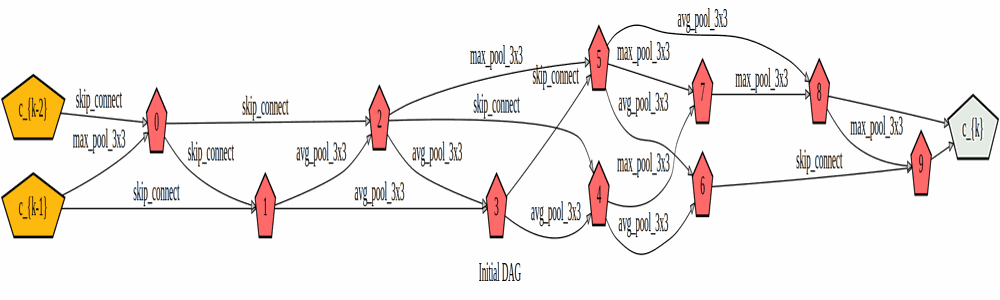 avg_pool_3x3
max_pool_3x3
5
max_pool_3x3
skip_connect
max_pool_3x3
8
c_{k-2}
skip_connect
0
skip_connect
2
skip_connect
avg_pool_3x3
7
c_{k}
max_pool_3x3
max_pool_3x3
skip_connect
avg_pool_3x3
avg_pool_3x3
max_pool_3x3
skip_connect
9
c_{k-1}
skip_connect
1
avg_pool_3x3
3
4
6
avg_pool_3x3
avg_pool_3x3
Initial DAG